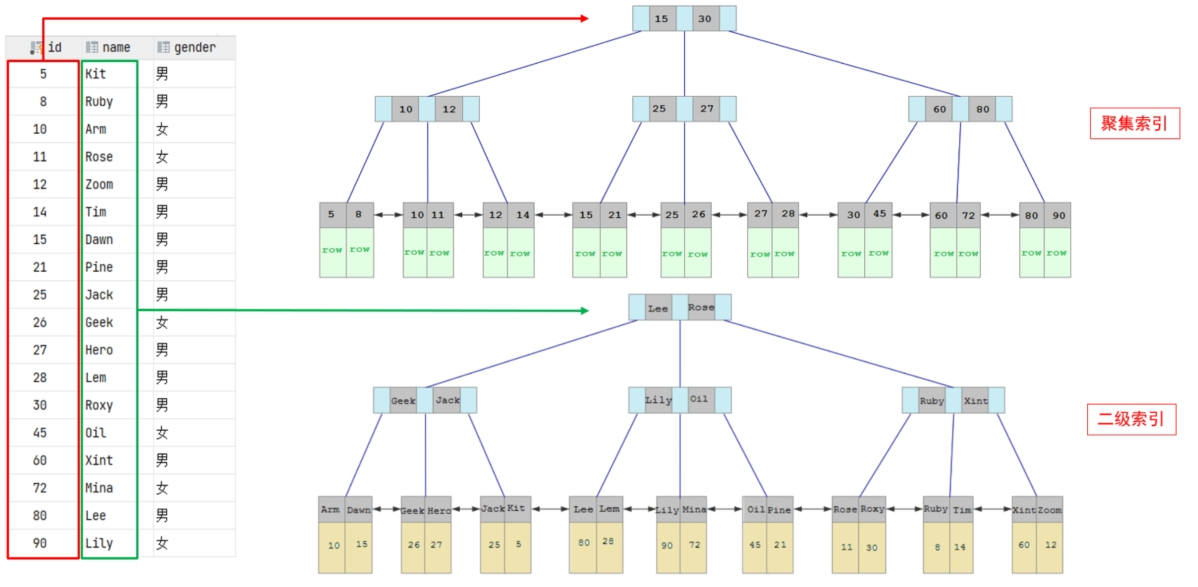 id name gender
5 Kit 男
8 Ruby 男
10 Arm 女
11 Rose 女
12 Zoom 男
14 Tim 男
15 Dawn 男
21 Pine 男
25 Jack 男
26 Geek 女
27 Hero 男
28 Lem 男
30 Roxy 男
45 Oil 女
60 Xint 男
72 Mina 女
80 Lee 男
90 Lily 女
15 30
10 12 25 27 60 80
聚集索引
5 8 10 11 12 14 15 21 25 26 27 28 30 45 60 72 80 90
row row row row row row row row row row row row row row row row row row
Lee Rose
Geek Jack Lily Oil Ruby Xint
二级索引
Arm Dawn Geek Hero Jack Kit Lee Lem Lily Mina Oil Pine Rose Roxy Ruby Tim Xint Zoom
10 15 26 27 25 5 80 28 90 72 45 21 11 30 8 14 60 12